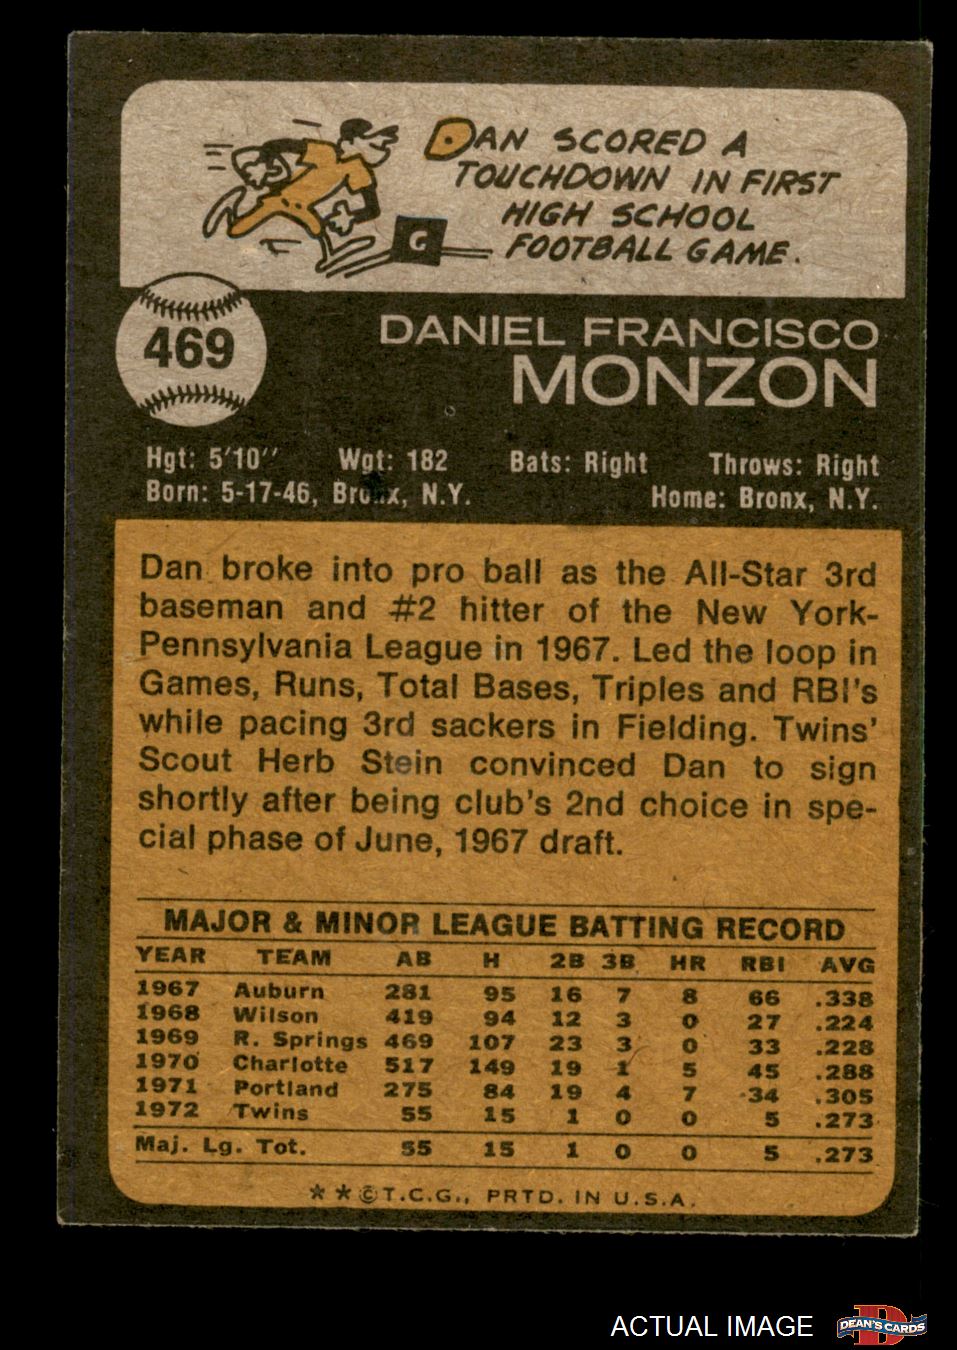 DAN SCORED A
TOUCHDOWN IN FIRST
HIGH SCHOOL
FOOTBALL GAME.
G
469
DANIEL FRANCISCO
MONZON
Hgt: 5'10" Wgt: 182 Bats: Right Throws: Right
Born: 5-17-46, Bronx, N.Y. Home: Bronx, N.Y.
Dan broke into pro ball as the All-Star 3rd
baseman and #2 hitter of the New York-
Pennsylvania League in 1967. Led the loop in
Games, Runs, Total Bases, Triples and RBI's
while pacing 3rd sackers in Fielding. Twins'
Scout Herb Stein convinced Dan to sign
shortly after being club's 2nd choice in spe-
cial phase of June, 1967 draft.
MAJOR & MINOR LEAGUE BATTING RECORD
YEAR TEAM AB H 2B 3B HR RBI AVG
1967 Auburn 281 95 16 7 8 66 .338
1968 Wilson 419 94 12 3 0 27 .224
1969 R. Springs 469 107 23 3 0 33 .228
1970 Charlotte 517 149 19 1 5 45 .288
1971 Portland 275 84 19 4 7 34 .305
1972 Twins 55 15 1 0 0 5 .273
Maj. Lg. Tot. 55 15 1 0 0 5 .273
* * © T.C.G., PRTD. IN U.S.A.
ACTUAL IMAGE
D
DEAN'S CARDS